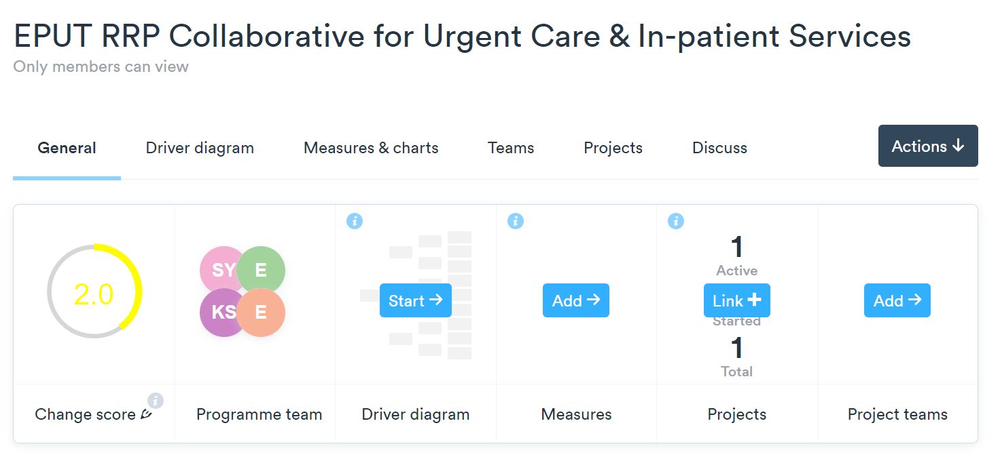 EPUT RRP Collaborative for Urgent Care & In-patient Services
Only members can view
General
Driver diagram
Measures & charts
Teams
Projects
Discuss
Actions ↓
2.0
SY
E
KS
E
i
Start →
i
Add →
i
1
Active
Link +
Started
1
Total
Add →
Change score
i
Programme team
Driver diagram
Measures
Projects
Project teams